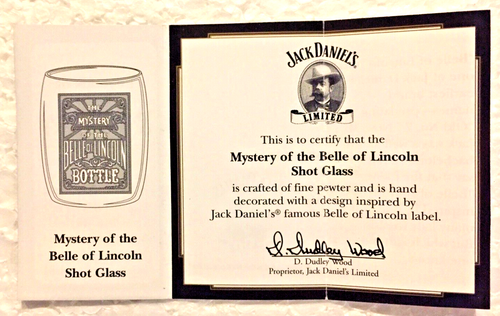 THE
MYSTERY
OF THE
BELLE OF LINCOLN
BOTTLE
Mystery of the
Belle of Lincoln
Shot Glass
JACK DANIEL'S
LIMITED
This is to certify that the
Mystery of the Belle of Lincoln
Shot Glass
is crafted of fine pewter and is hand
decorated with a design inspired by
Jack Daniel's® famous Belle of Lincoln label.
D. Dudley Wood
D. Dudley Wood
Proprietor, Jack Daniel's Limited